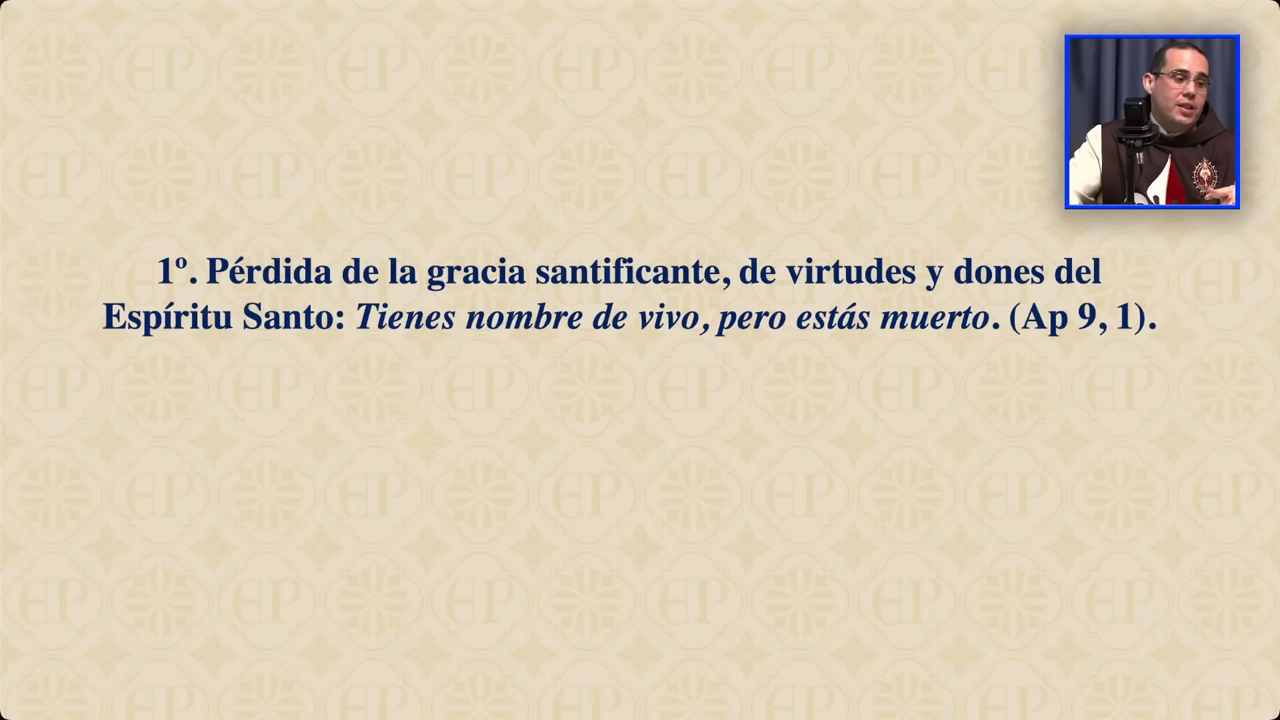 1º. Pérdida de la gracia santificante, de virtudes y dones del
Espíritu Santo: Tienes nombre de vivo, pero estás muerto. (Ap 9, 1).